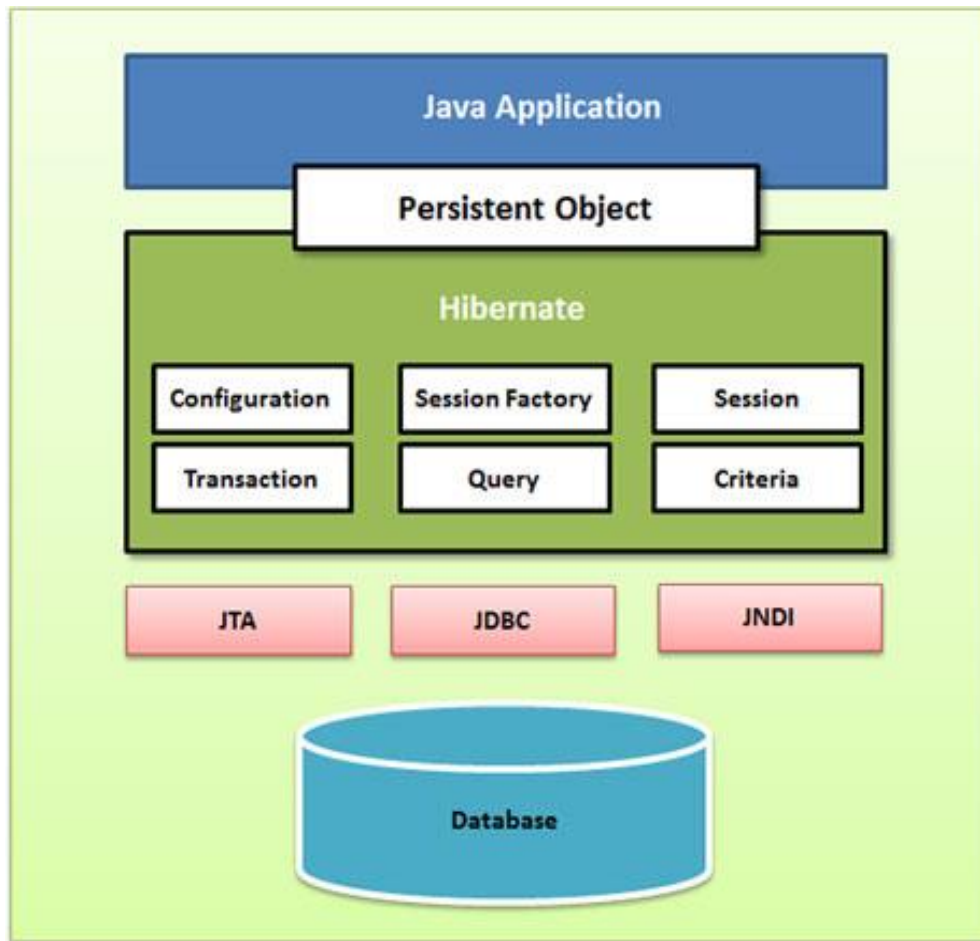 Java Application
Persistent Object
Hibernate
Configuration
Session Factory
Session
Transaction
Query
Criteria
JTA
JDBC
JNDI
Database